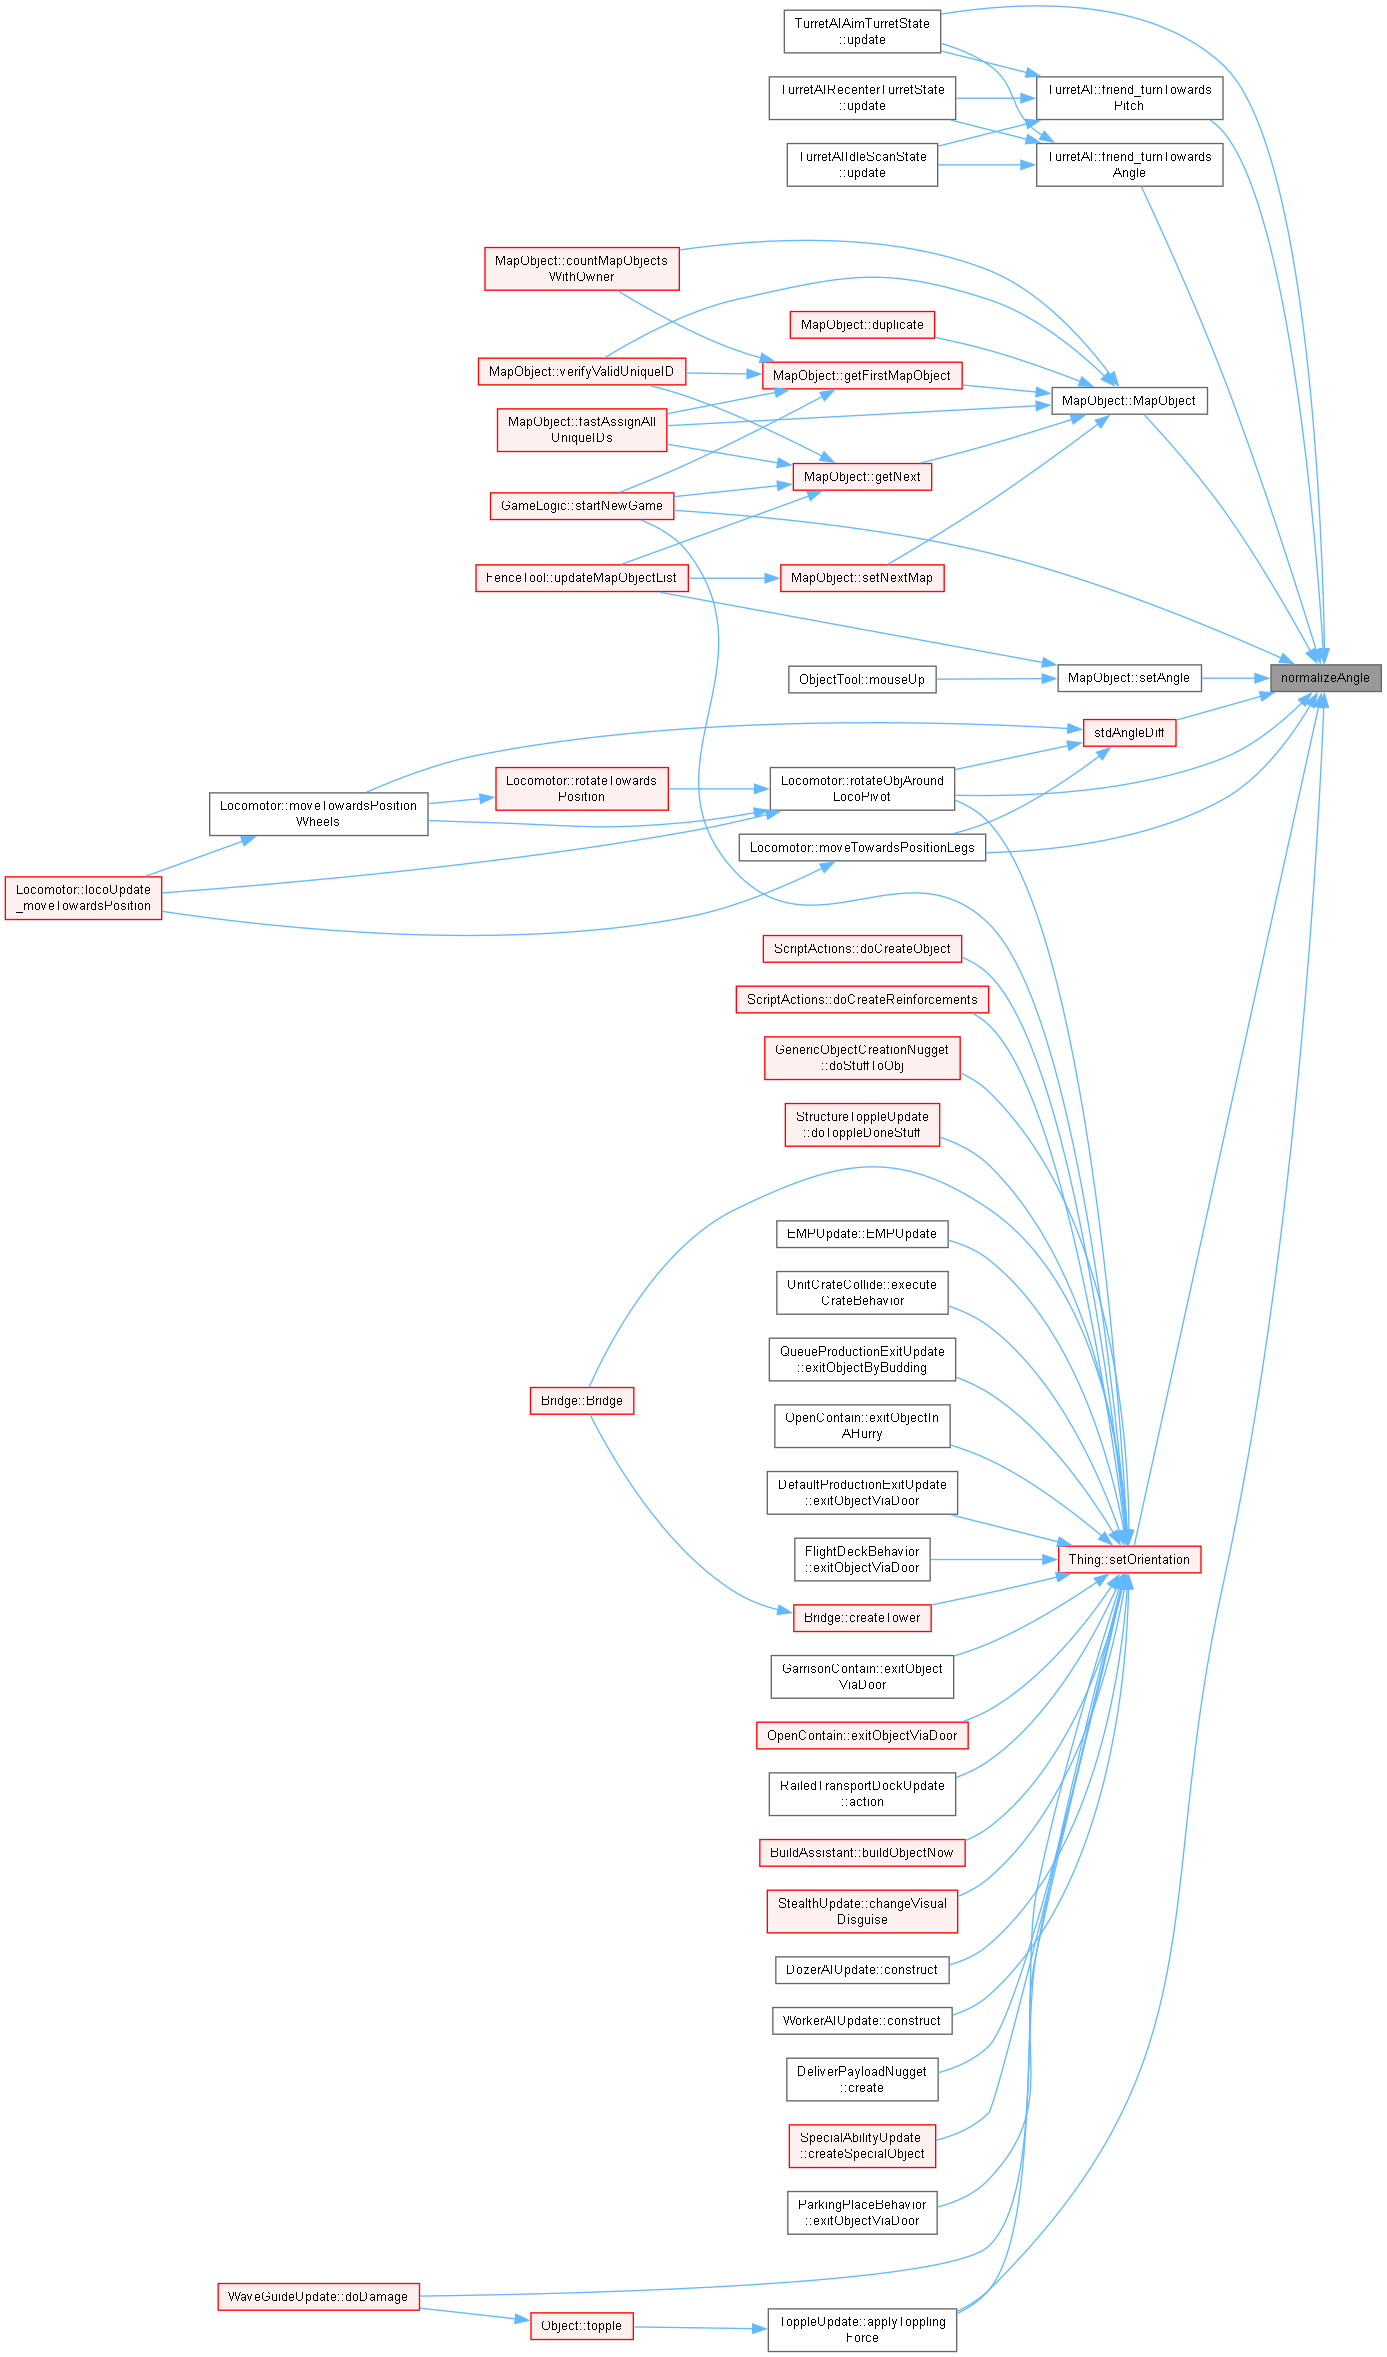 TurretAIAimTurretState
::update
TurretAIRecenterTurretState
::update
TurretAI::friend_turnTowards
Pitch
TurretAIIdleScanState
::update
TurretAI::friend_turnTowards
Angle
MapObject::countMapObjects
WithOwner
MapObject::duplicate
MapObject::verifyValidUniqueID
MapObject::getFirstMapObject
MapObject::MapObject
MapObject::fastAssignAll
UniqueIDs
MapObject::getNext
GameLogic::startNewGame
FenceTool::updateMapObjectList
MapObject::setNextMap
ObjectTool::mouseUp
MapObject::setAngle
normalizeAngle
stdAngleDiff
Locomotor::rotateTowards
Position
Locomotor::rotateObjAround
LocoPivot
Locomotor::moveTowardsPosition
Wheels
Locomotor::moveTowardsPositionLegs
Locomotor::locoUpdate
_moveTowardsPosition
ScriptActions::doCreateObject
ScriptActions::doCreateReinforcements
GenericObjectCreationNugget
::doStuffToObj
StructureToppleUpdate
::doToppleDoneStuff
EMPUpdate::EMPUpdate
UnitCrateCollide::execute
CrateBehavior
QueueProductionExitUpdate
::exitObjectByBudding
Bridge::Bridge
OpenContain::exitObjectIn
AHurry
DefaultProductionExitUpdate
::exitObjectViaDoor
FlightDeckBehavior
::exitObjectViaDoor
Thing::setOrientation
Bridge::createTower
GarrisonContain::exitObject
ViaDoor
OpenContain::exitObjectViaDoor
RailedTransportDockUpdate
::action
BuildAssistant::buildObjectNow
StealthUpdate::changeVisual
Disguise
DozerAIUpdate::construct
WorkerAIUpdate::construct
DeliverPayloadNugget
::create
SpecialAbilityUpdate
::createSpecialObject
ParkingPlaceBehavior
::exitObjectViaDoor
WaveGuideUpdate::doDamage
Object::topple
ToppleUpdate::applyToppling
Force